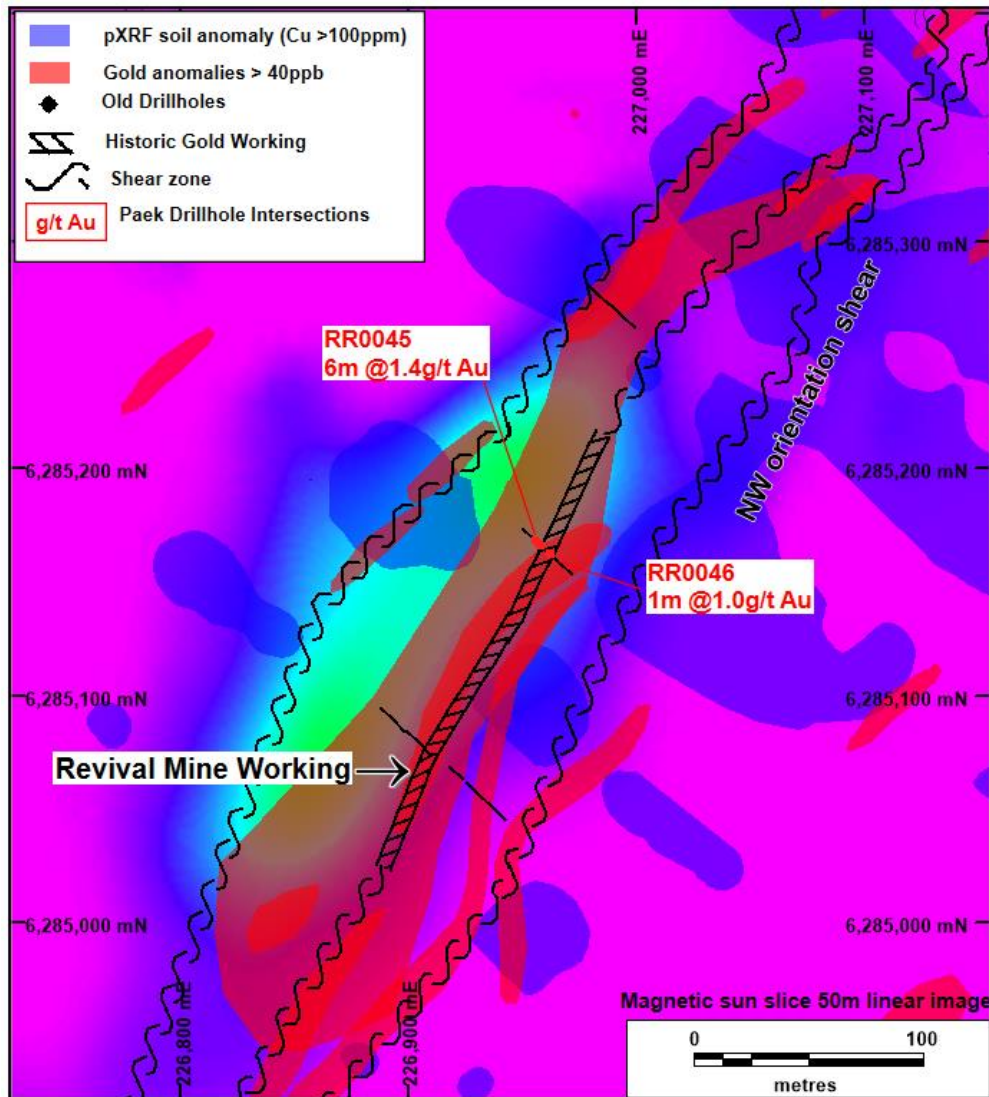 pXRF soil anomaly (Cu >100ppm)
Gold anomalies > 40ppb
Old Drillholes
Historic Gold Working
Shear zone
g/t Au
Paek Drillhole Intersections
227,000 mE
227,100 mE
6,285,300 mN
NW orientation shear
RR0045
6m @1.4g/t Au
6,285,200 mN
6,285,200 mN
RR0046
1m @1.0g/t Au
6,285,100 mN
6,285,100 mN
Revival Mine Working
6,285,000 mN
6,285,000 mN
226,800 mE
226,900 mE
Magnetic sun slice 50m linear image
0
100
metres